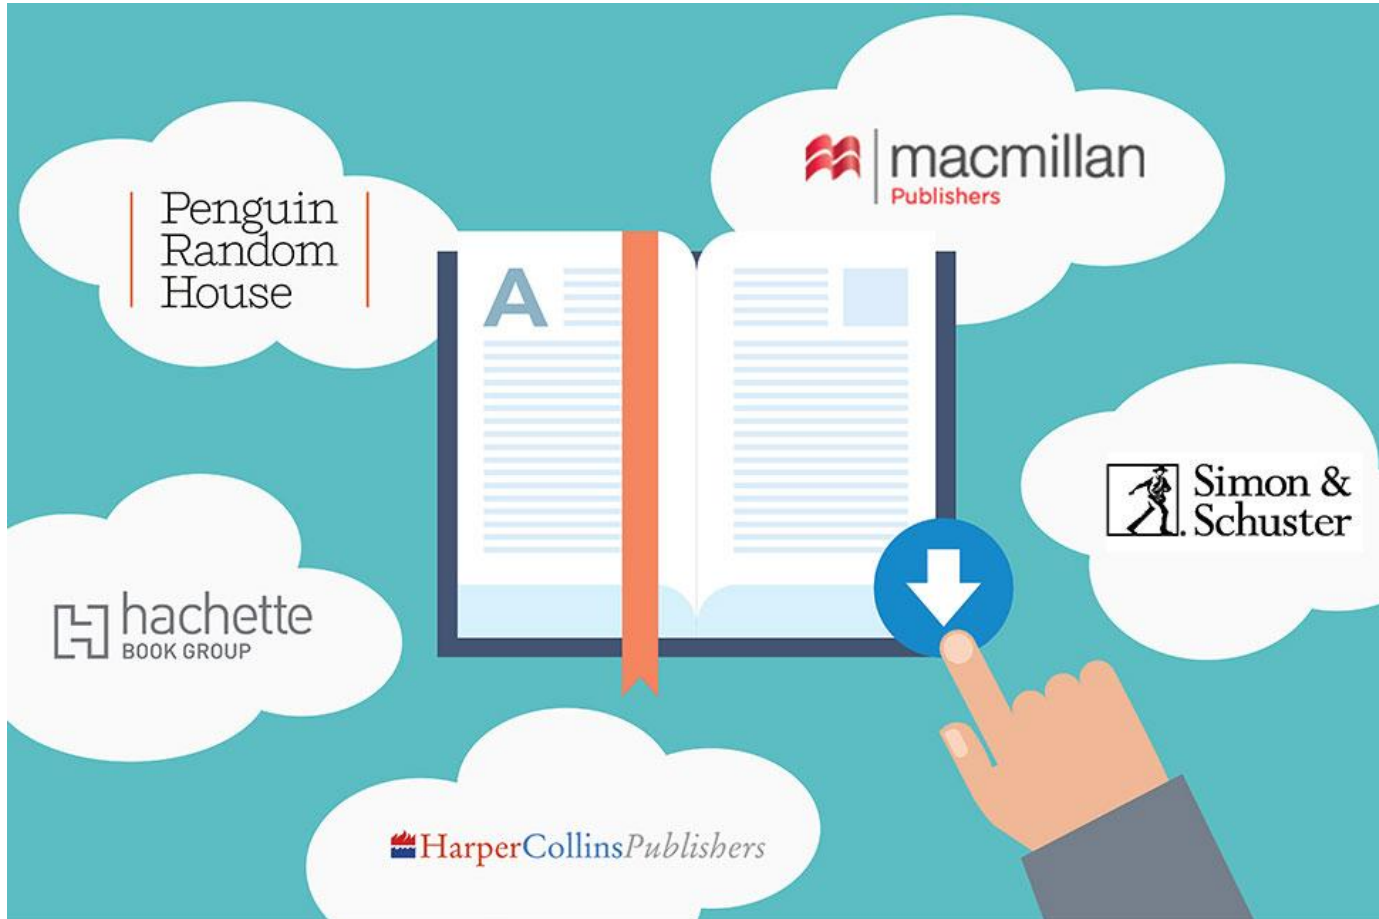 macmillan
Publishers
Penguin
Random
House
A
Simon &
Schuster
hachette
BOOK GROUP
HarperCollinsPublishers